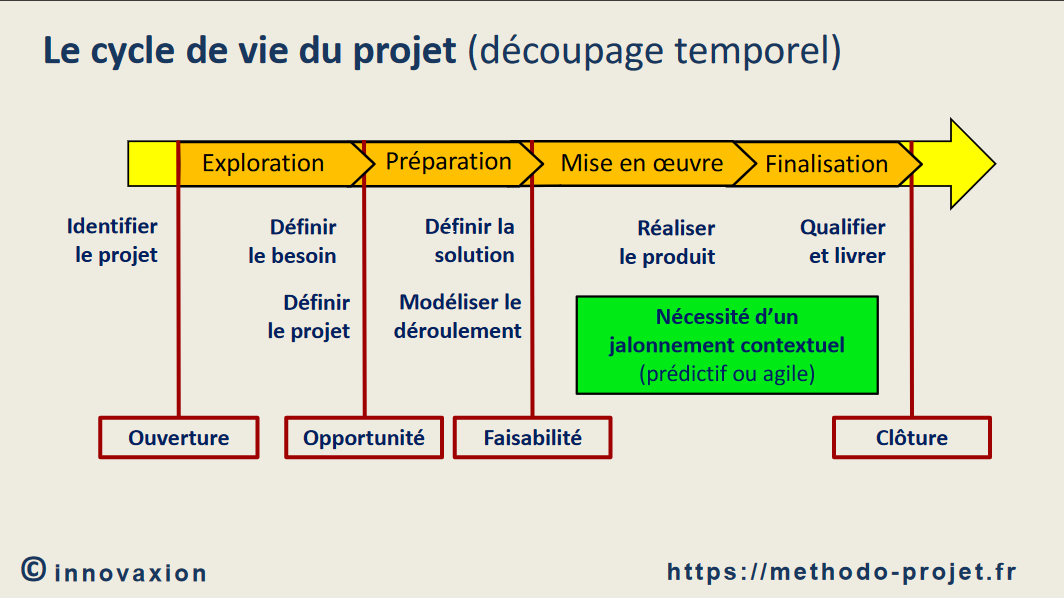 Le cycle de vie du projet (découpage temporel)
Exploration
Préparation
Mise en œuvre
Finalisation
Identifier
le projet
Définir
le besoin
Définir
le projet
Définir la
solution
Modéliser le
déroulement
Réaliser
le produit
Qualifier
et livrer
Nécessité d'un
jalonnement contextuel
(prédictif ou agile)
Ouverture
Opportunité
Faisabilité
Clôture
© innovaxion
https://methodo-projet.fr